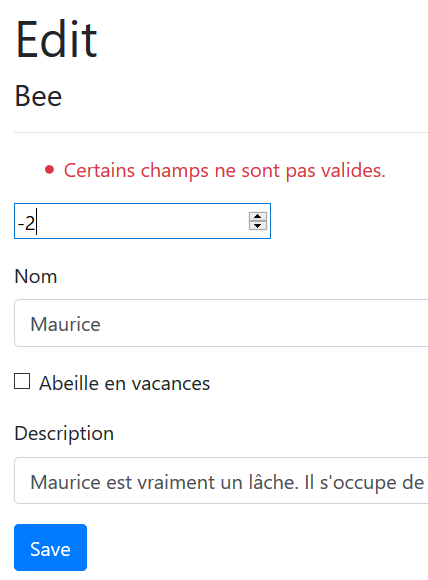 Edit
Bee
Certains champs ne sont pas valides.
-2
Nom
Maurice
Abeille en vacances
Description
Maurice est vraiment un lâche. Il s'occupe de
Save